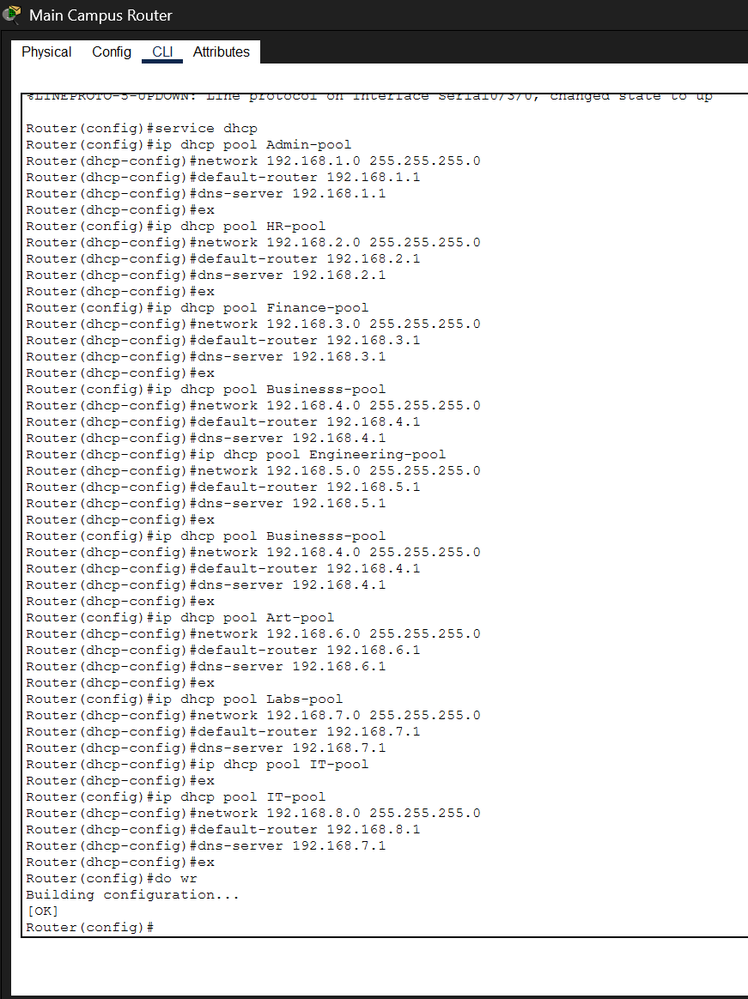 Main Campus Router
Physical Config CLI Attributes
%LINEPROTO-5-UPDOWN: Line protocol on Interface Serial0/3/0, changed state to up
Router(config)#service dhcp
Router(config)#ip dhcp pool Admin-pool
Router(dhcp-config)#network 192.168.1.0 255.255.255.0
Router(dhcp-config)#default-router 192.168.1.1
Router(dhcp-config)#dns-server 192.168.1.1
Router(dhcp-config)#ex
Router(config)#ip dhcp pool HR-pool
Router(dhcp-config)#network 192.168.2.0 255.255.255.0
Router(dhcp-config)#default-router 192.168.2.1
Router(dhcp-config)#dns-server 192.168.2.1
Router(dhcp-config)#ex
Router(config)#ip dhcp pool Finance-pool
Router(dhcp-config)#network 192.168.3.0 255.255.255.0
Router(dhcp-config)#default-router 192.168.3.1
Router(dhcp-config)#dns-server 192.168.3.1
Router(dhcp-config)#ex
Router(config)#ip dhcp pool Businesss-pool
Router(dhcp-config)#network 192.168.4.0 255.255.255.0
Router(dhcp-config)#default-router 192.168.4.1
Router(dhcp-config)#dns-server 192.168.4.1
Router(dhcp-config)#ip dhcp pool Engineering-pool
Router(dhcp-config)#network 192.168.5.0 255.255.255.0
Router(dhcp-config)#default-router 192.168.5.1
Router(dhcp-config)#dns-server 192.168.5.1
Router(dhcp-config)#ex
Router(config)#ip dhcp pool Businesss-pool
Router(dhcp-config)#network 192.168.4.0 255.255.255.0
Router(dhcp-config)#default-router 192.168.4.1
Router(dhcp-config)#dns-server 192.168.4.1
Router(dhcp-config)#ex
Router(config)#ip dhcp pool Art-pool
Router(dhcp-config)#network 192.168.6.0 255.255.255.0
Router(dhcp-config)#default-router 192.168.6.1
Router(dhcp-config)#dns-server 192.168.6.1
Router(dhcp-config)#ex
Router(config)#ip dhcp pool Labs-pool
Router(dhcp-config)#network 192.168.7.0 255.255.255.0
Router(dhcp-config)#default-router 192.168.7.1
Router(dhcp-config)#dns-server 192.168.7.1
Router(dhcp-config)#ip dhcp pool IT-pool
Router(dhcp-config)#ex
Router(config)#ip dhcp pool IT-pool
Router(dhcp-config)#network 192.168.8.0 255.255.255.0
Router(dhcp-config)#default-router 192.168.8.1
Router(dhcp-config)#dns-server 192.168.7.1
Router(dhcp-config)#ex
Router(config)#do wr
Building configuration...
[OK]
Router(config)#